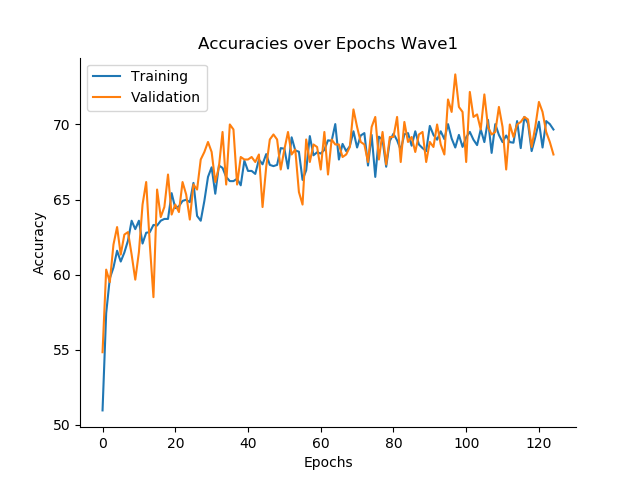 Accuracies over Epochs Wave1
Training
Validation
Accuracy
70
65
60
55
50
0 20 40 60 80 100 120
Epochs